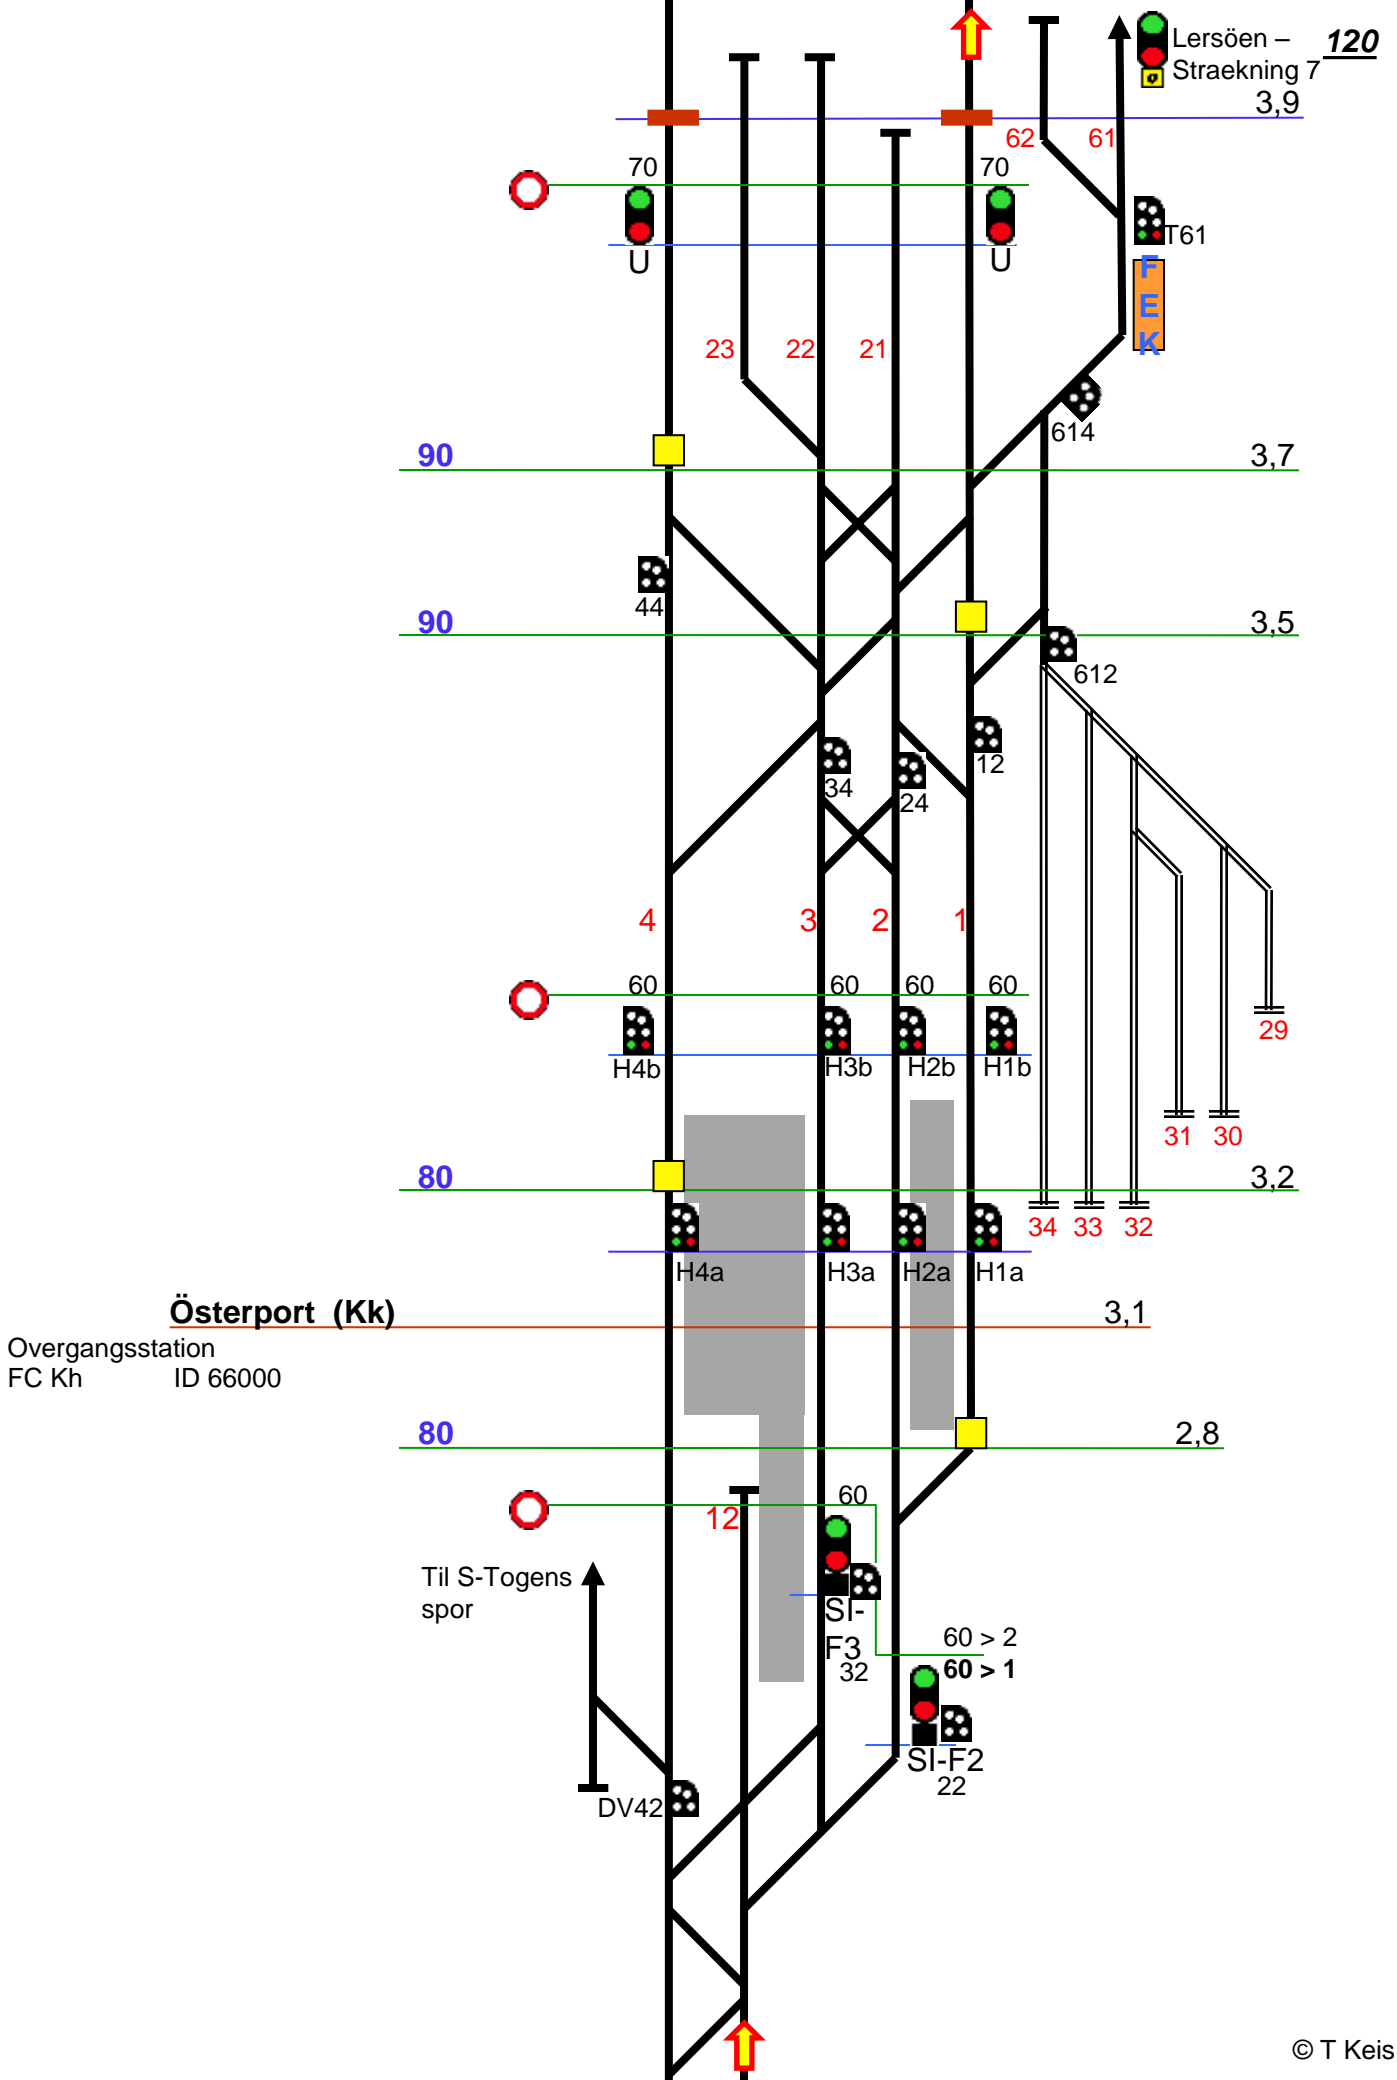 Lersöen – 120
Straekning 7
3,9
62 61
70 70
T61
U U
F
E
K
23 22 21
614
90 3,7
44
90 3,5
612
12
34
24
4 3 2 1
60 60 60 60
29
H4b H3b H2b H1b
31 30
80 3,2
34 33 32
H4a H3a H2a H1a
Österport (Kk) 3,1
Overgangsstation
FC Kh ID 66000
80 2,8
60
12
Til S-Togens
spor
SI-
F3
32
60 > 2
60 > 1
SI-F2
22
DV42
© T Keis